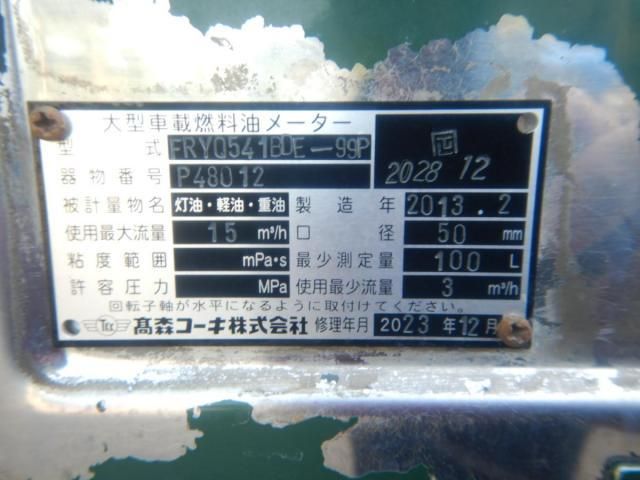 大型車載燃料油メーター
型式 FRYQ541BDE-99P
器物番号 P48012
2028 12
被計量物名 灯油・軽油・重油 製造年 2013.2
使用最大流量 15 m³/h 口径 50 mm
粘度範囲 mPa・s 最少測定量 100 L
許容圧力 MPa 使用最少流量 3 m³/h
回転子軸が水平になるように取付けてください。
TKK 髙森コーキ株式会社 修理年月 2023年12月